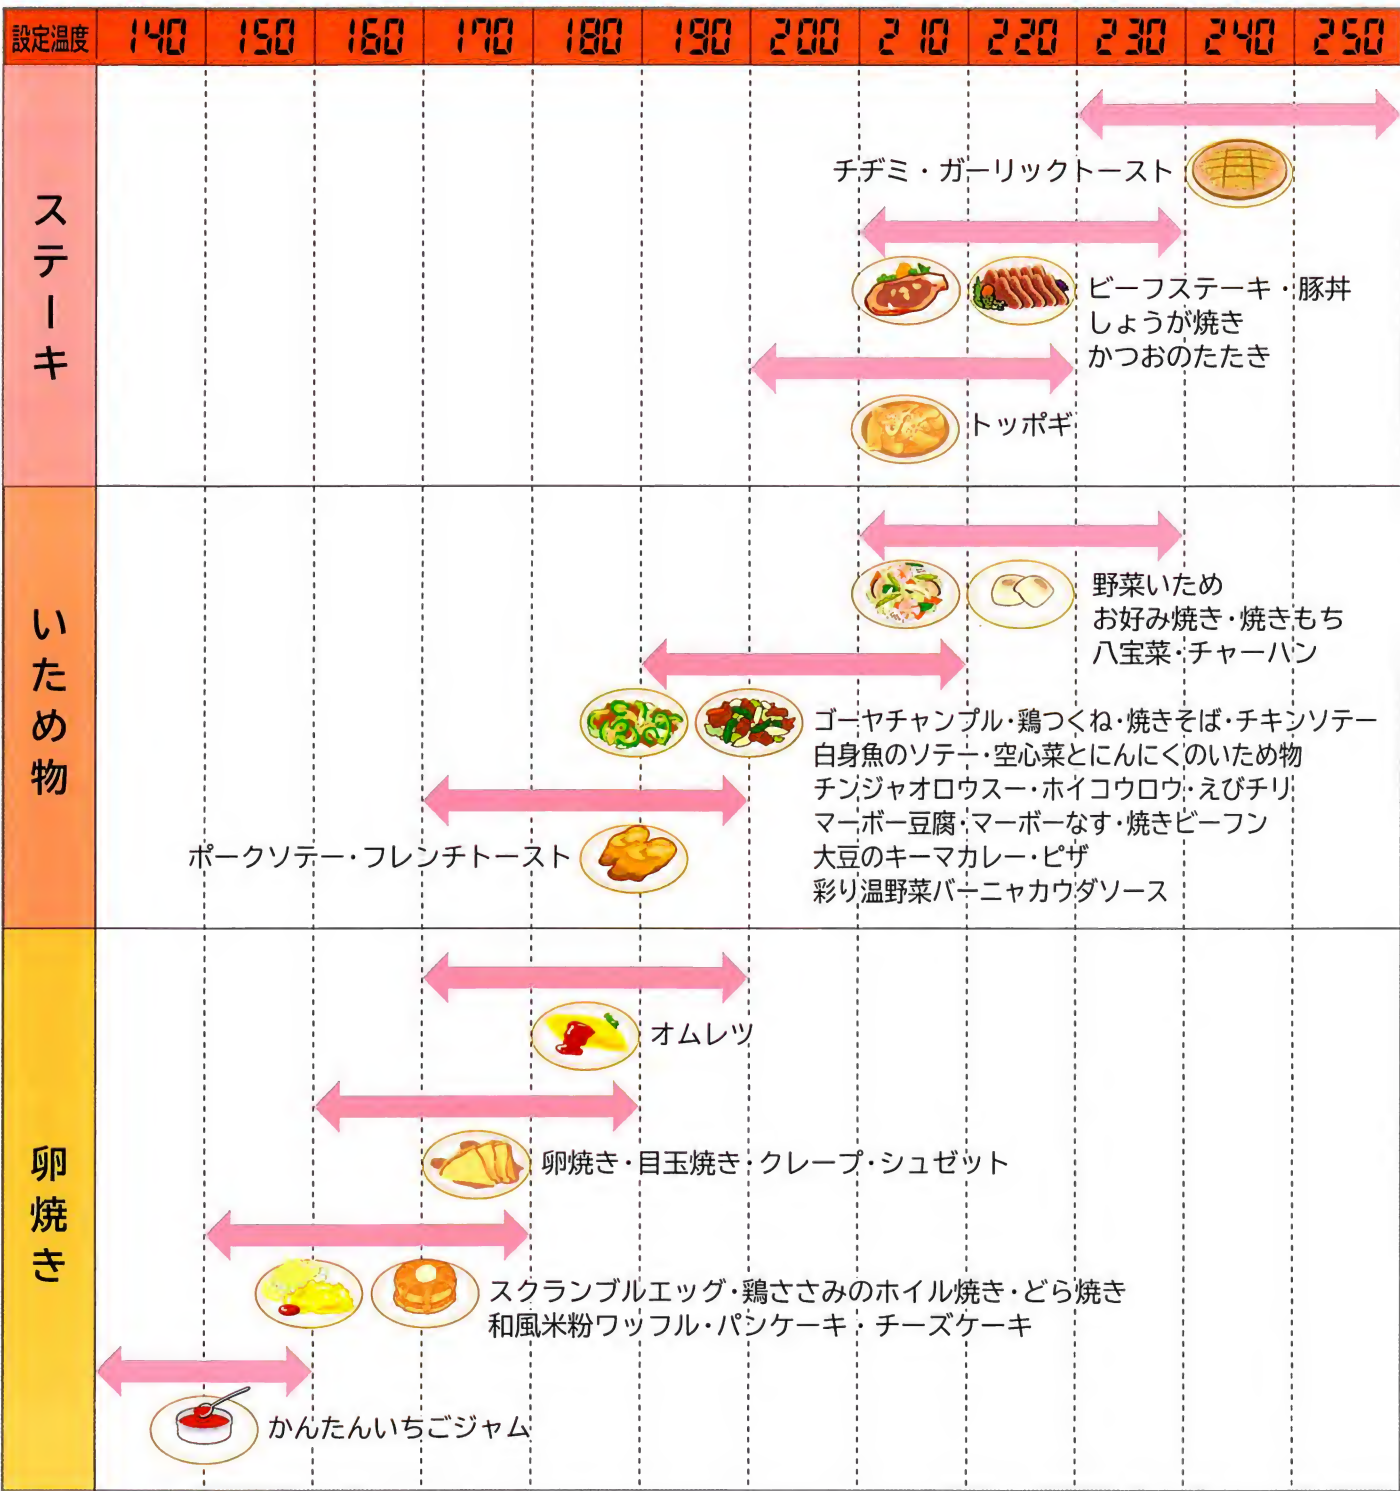 設定温度 140 150 160 170 180 190 200 210 220 230 240 250
ステーキ
チヂミ・ガーリックトースト
ビーフステーキ・豚丼
しょうが焼き
かつおのたたき
トッポギ
いため物
野菜いため
お好み焼き・焼きもち
八宝菜・チャーハン
ゴーヤチャンプル・鶏つくね・焼きそば・チキンソテー
白身魚のソテー・空心菜とにんにくのいため物
チンジャオロウスー・ホイコウロウ・えびチリ
マーボー豆腐・マーボーなす・焼きビーフン
大豆のキーマカレー・ピザ
彩り温野菜バーニャカウダソース
ポークソテー・フレンチトースト
卵焼き
オムレツ
卵焼き・目玉焼き・クレープ・シュゼット
スクランブルエッグ・鶏ささみのホイル焼き・どら焼き
和風米粉ワッフル・パンケーキ・チーズケーキ
かんたんいちごジャム